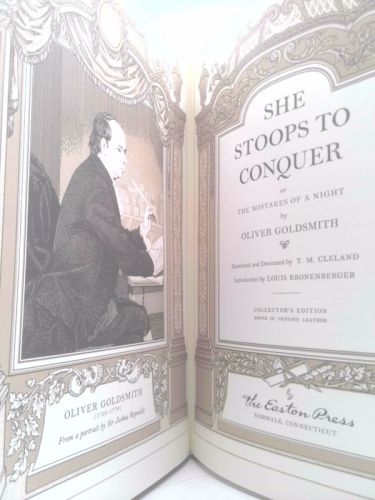 OLIVER GOLDSMITH
(1728-1774)
From a portrait by Sir Joshua Reynolds
SHE
STOOPS TO
CONQUER
or
THE MISTAKES OF A NIGHT
by
OLIVER GOLDSMITH
Illustrated and Decorated by T. M. CLELAND
Introduction by LOUIS KRONENBERGER
COLLECTOR'S EDITION
BOUND IN GENUINE LEATHER
The Easton Press
NORWALK, CONNECTICUT